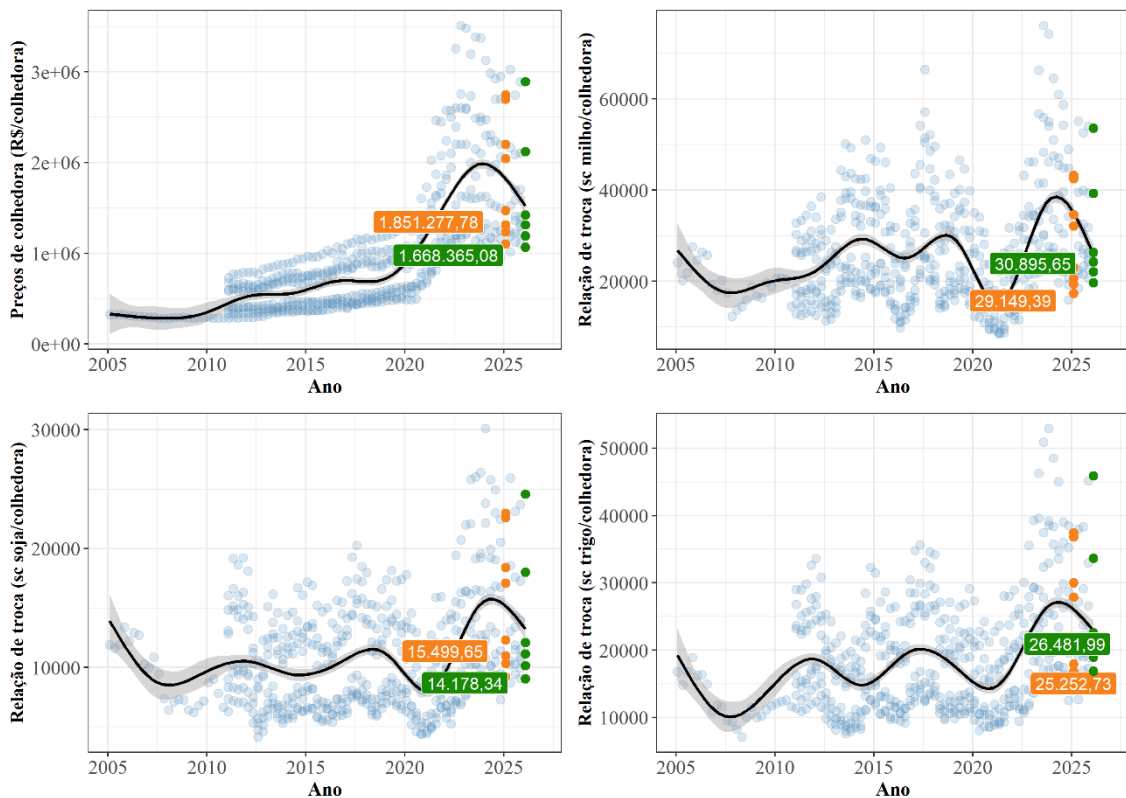 Preços de colhedora (R$/colhedora)
3e+06
2e+06
1e+06
0e+00
1.851.277,78
1.668.365,08
2005 2010 2015 2020 2025
Ano
Relação de troca (sc milho/colhedora)
60000
40000
20000
30.895,65
29.149,39
2005 2010 2015 2020 2025
Ano
Relação de troca (sc soja/colhedora)
30000
20000
10000
15.499,65
14.178,34
2005 2010 2015 2020 2025
Ano
Relação de troca (sc trigo/colhedora)
50000
40000
30000
20000
10000
26.481,99
25.252,73
2005 2010 2015 2020 2025
Ano